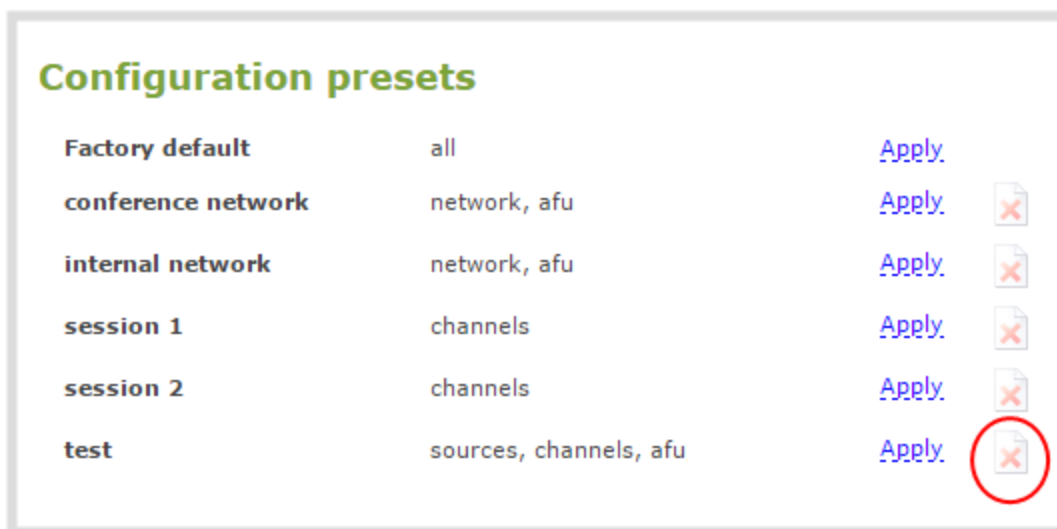 Configuration presets
Factory default all Apply
conference network network, afu Apply
internal network network, afu Apply
session 1 channels Apply
session 2 channels Apply
test sources, channels, afu Apply